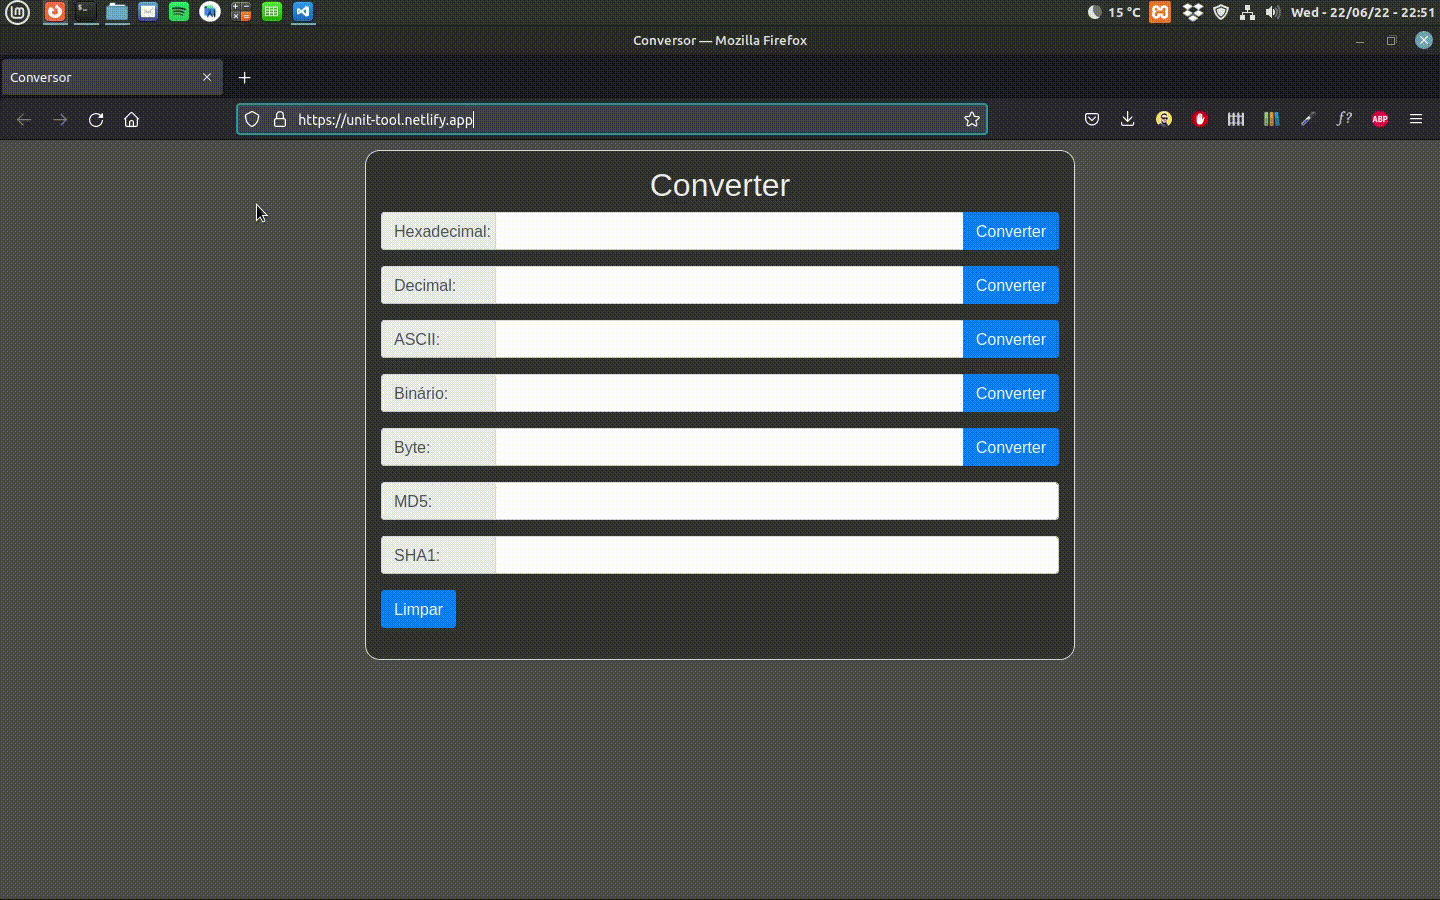 15 °C
Wed - 22/06/22 - 22:51
Conversor — Mozilla Firefox
Conversor
https://unit-tool.netlify.app
f?
ABP
Converter
Hexadecimal: Converter
Decimal: Converter
ASCII: Converter
Binário: Converter
Byte: Converter
MD5:
SHA1:
Limpar